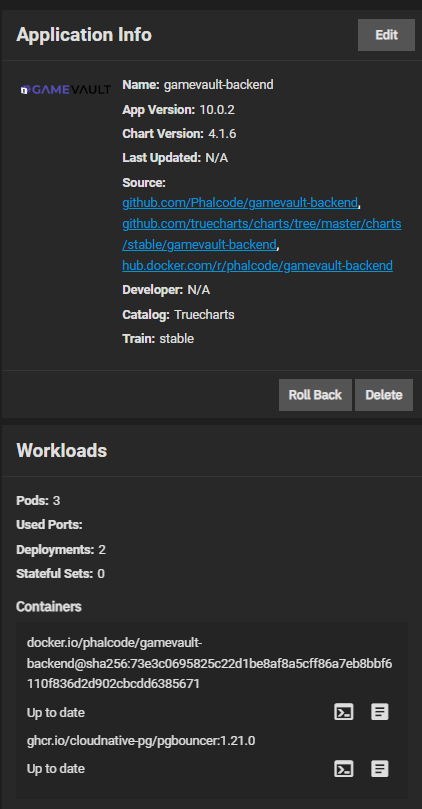 Application Info
Edit
GAMEVAULT
Name: gamevault-backend
App Version: 10.0.2
Chart Version: 4.1.6
Last Updated: N/A
Source:
github.com/Phalcode/gamevault-backend,
github.com/truecharts/charts/tree/master/charts
/stable/gamevault-backend,
hub.docker.com/r/phalcode/gamevault-backend
Developer: N/A
Catalog: Truecharts
Train: stable
Roll Back
Delete
Workloads
Pods: 3
Used Ports:
Deployments: 2
Stateful Sets: 0
Containers
docker.io/phalcode/gamevault-
backend@sha256:73e3c0695825c22d1be8af8a5cff86a7eb8bbf6
110f836d2d902cbcdd6385671
Up to date
ghcr.io/cloudnative-pg/pgbouncer:1.21.0
Up to date